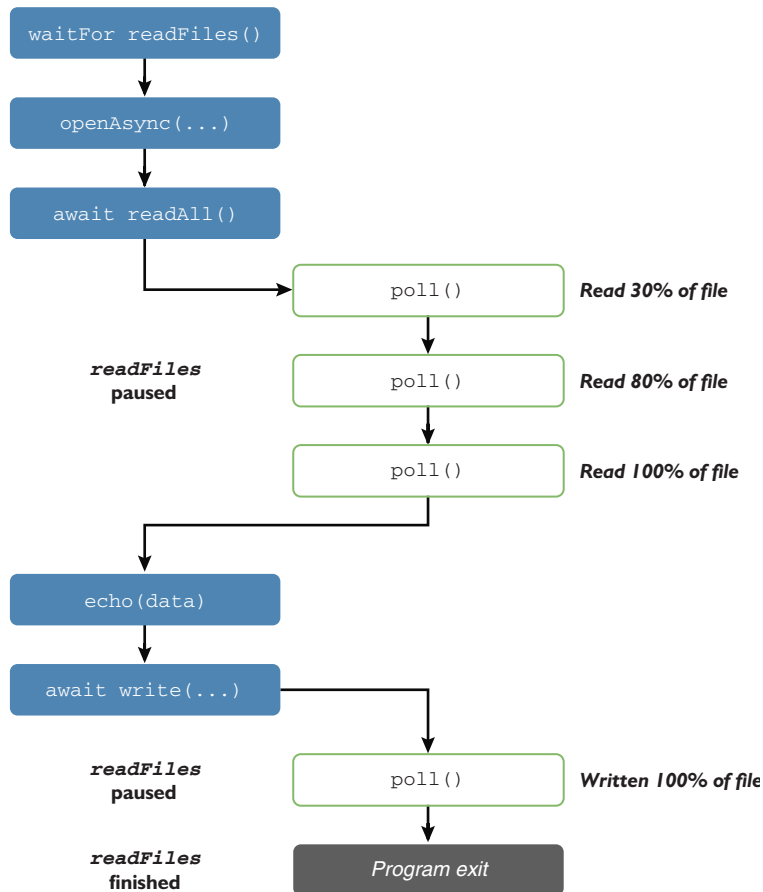 waitFor readFiles()
openAsync(...)
await readAll()
poll()
Read 30% of file
readFiles
paused
poll()
Read 80% of file
poll()
Read 100% of file
echo(data)
await write(...)
readFiles
paused
poll()
Written 100% of file
readFiles
finished
Program exit